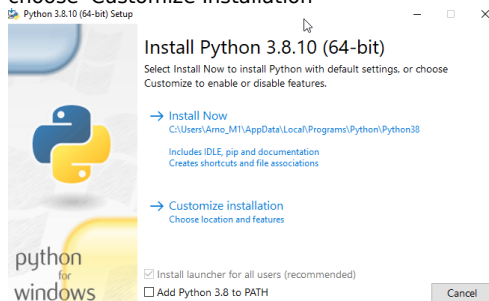 choose "Customize installation"
Python 3.8.10 (64-bit) Setup
Install Python 3.8.10 (64-bit)
Select Install Now to install Python with default settings, or choose
Customize to enable or disable features.
→ Install Now
C:\Users\Arno_M1\AppData\Local\Programs\Python\Python38
Includes IDLE, pip and documentation
Creates shortcuts and file associations
→ Customize installation
Choose location and features
python
for
windows
Install launcher for all users (recommended)
Add Python 3.8 to PATH
Cancel